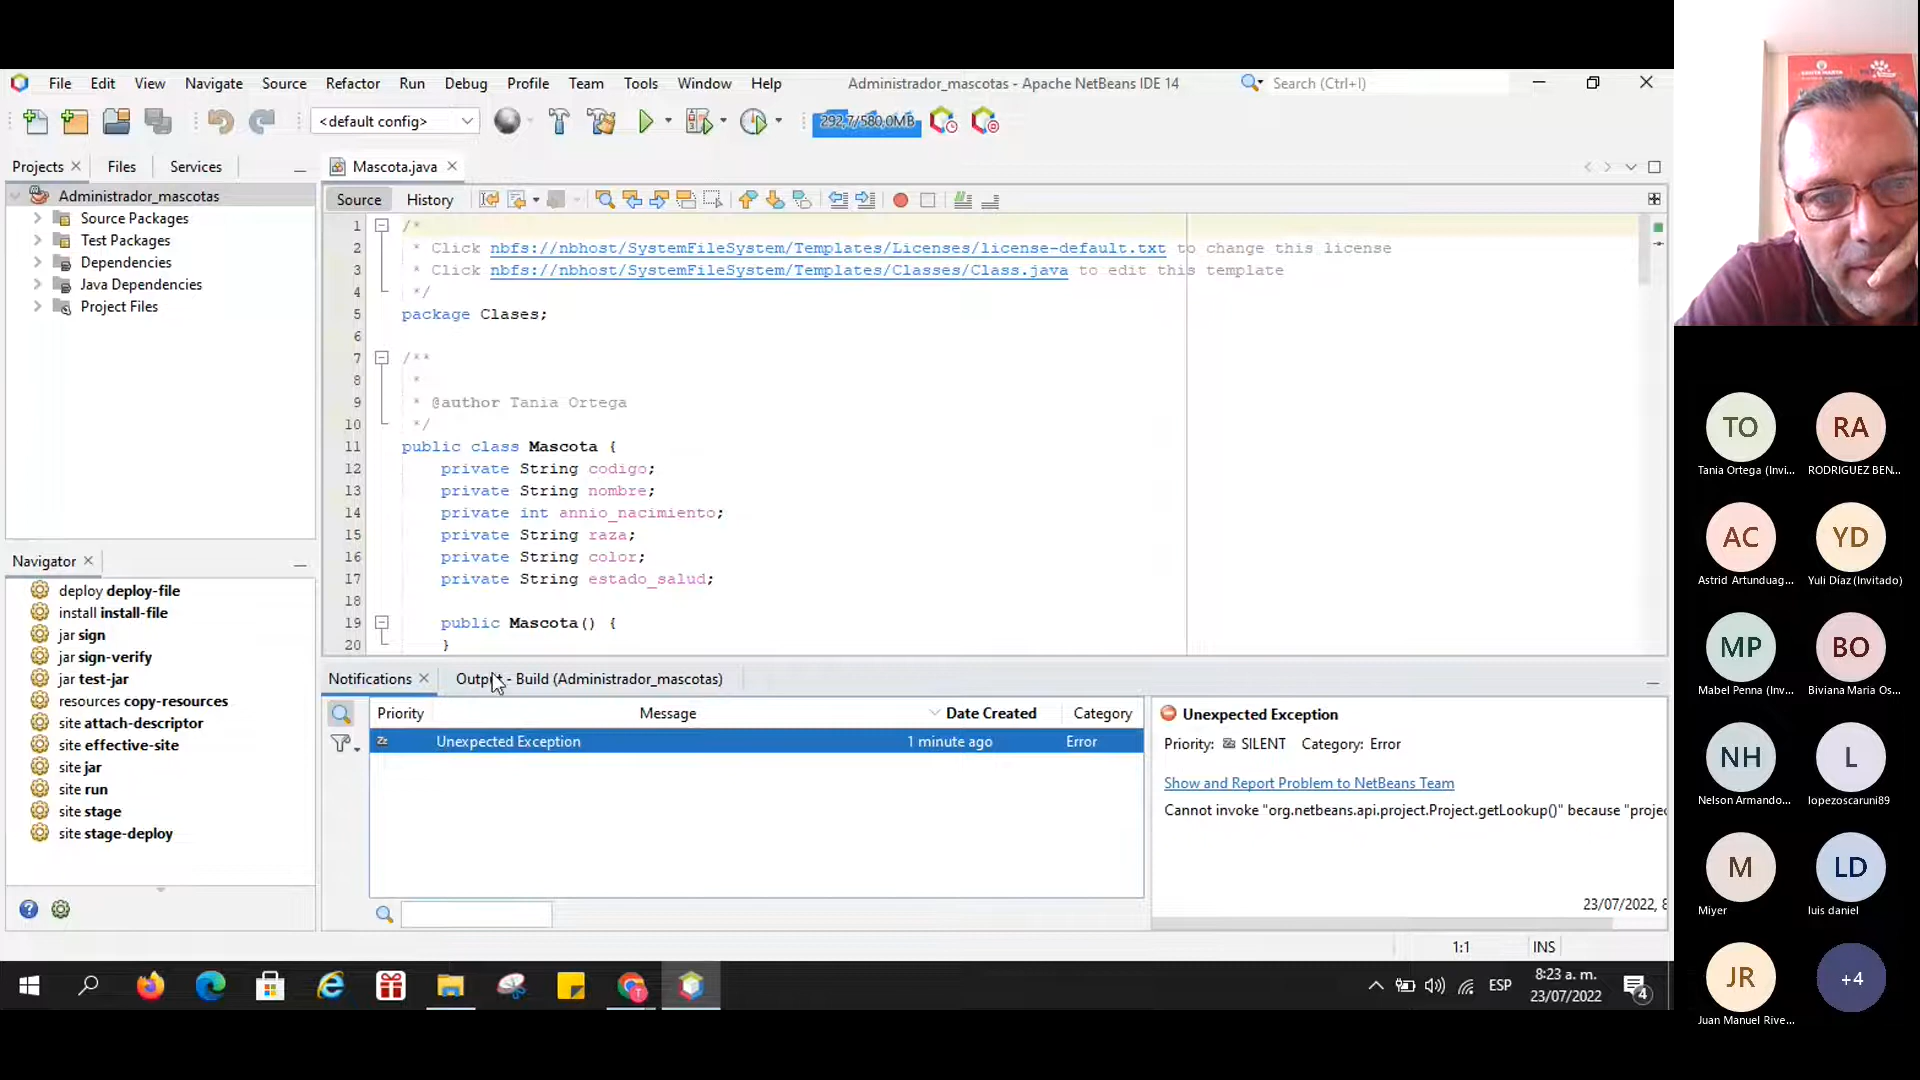 File Edit View Navigate Source Refactor Run Debug Profile Team Tools Window Help
Administrador_mascotas - Apache NetBeans IDE 14
Search (Ctrl+I)
<default config>
292,7/580,0MB
Projects Files Services
Administrador_mascotas
Source Packages
Test Packages
Dependencies
Java Dependencies
Project Files
Mascota.java
Source History
1 /*
2 * Click nbfs://nbhost/SystemFileSystem/Templates/Licenses/license-default.txt to change this license
3 * Click nbfs://nbhost/SystemFileSystem/Templates/Classes/Class.java to edit this template
4 */
5 package Clases;
6
7 /**
8 *
9 * @author Tania Ortega
10 */
11 public class Mascota {
12 private String codigo;
13 private String nombre;
14 private int annio_nacimiento;
15 private String raza;
16 private String color;
17 private String estado_salud;
18
19 public Mascota() {
20 }
Navigator
deploy deploy-file
install install-file
jar sign
jar sign-verify
jar test-jar
resources copy-resources
site attach-descriptor
site effective-site
site jar
site run
site stage
site stage-deploy
Notifications
Output - Build (Administrador_mascotas)
Priority Message Date Created Category
Unexpected Exception 1 minute ago Error
Unexpected Exception
Priority: SILENT Category: Error
Show and Report Problem to NetBeans Team
Cannot invoke "org.netbeans.api.project.Project.getLookup()" because "projec
23/07/2022, 8
1:1 INS
ESP
8:23 a. m.
23/07/2022
4
TO
Tania Ortega (Invi...
RA
RODRIGUEZ BEN...
AC
Astrid Artunduag...
YD
Yuli Díaz (Invitado)
MP
Mabel Penna (Inv...
BO
Biviana Maria Os...
NH
Nelson Armando...
L
lopezoscaruni89
M
Miyer
LD
luis daniel
JR
Juan Manuel Rive...
+4